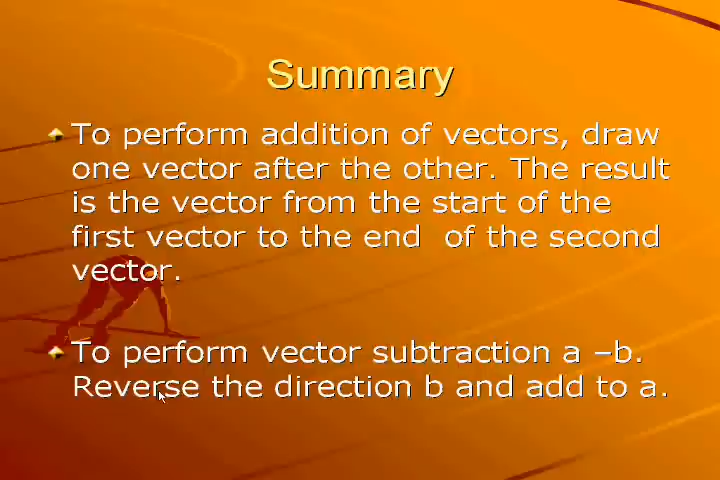 Summary
To perform addition of vectors, draw
one vector after the other. The result
is the vector from the start of the
first vector to the end  of the second
vector.
To perform vector subtraction a –b.
Reverse the direction b and add to a.